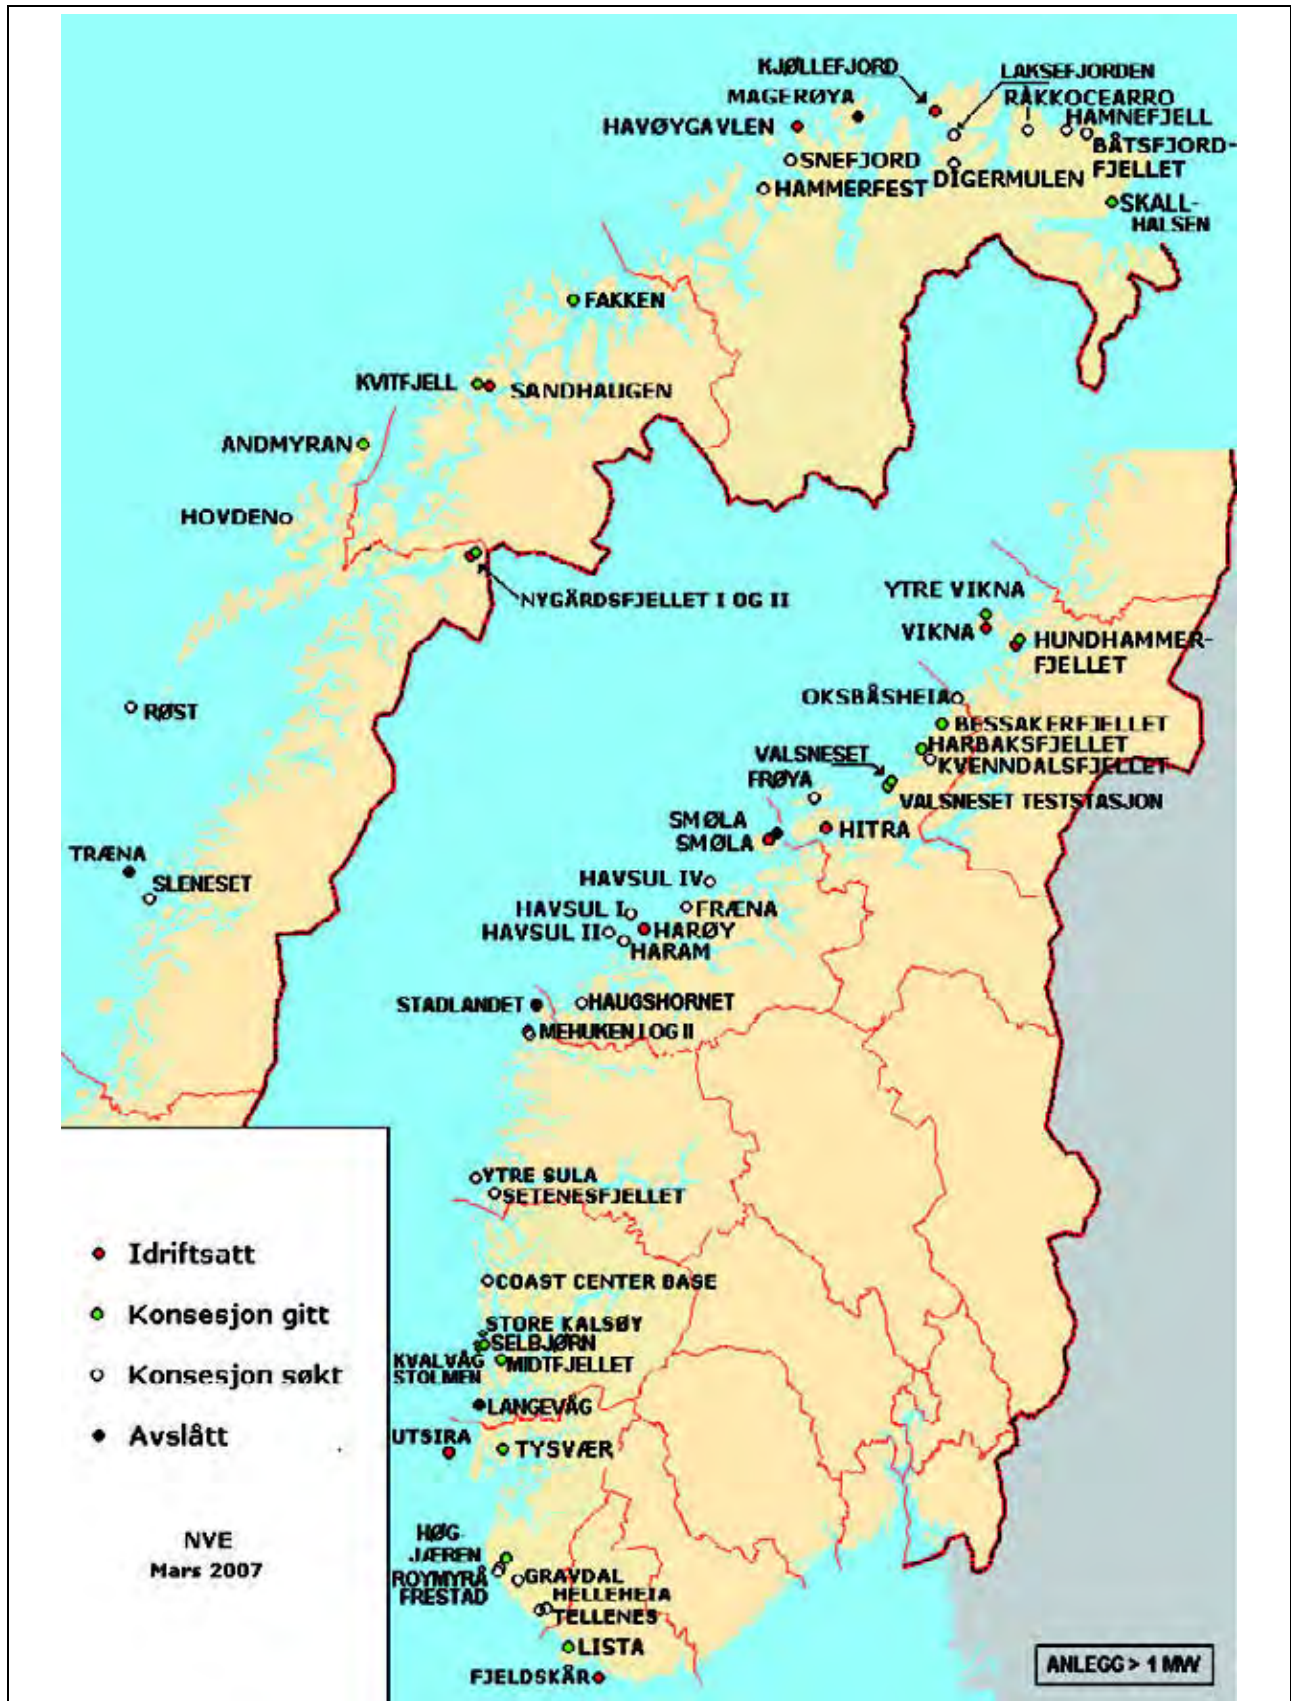 KJØLLEFJORD
LAKSEFJORDEN
MAGERØYA
RÀKKOCEARRO
HAVØYGAVLEN
HAMNEFJELL
BÅTSFJORD-
FJELLET
SNEFJORD
DIGERMULEN
HAMMERFEST
SKALL-
HALSEN
FAKKEN
KVITFJELL
SANDHAUGEN
ANDMYRAN
HOVDEN
NYGÅRDSFJELLET I OG II
YTRE VIKNA
VIKNA
HUNDHAMMER-
FJELLET
OKSBÅSHEIA
RØST
BESSAKERFJELLET
HARBAKSFJELLET
VALSNESET
KVENNDALSFJELLET
FRØYA
VALSNESET TESTSTASJON
SMØLA
SMØLA
HITRA
TRÆNA
SLENESET
HAVSUL IV
HAVSUL I
FRÆNA
HAVSUL II
HARØY
HARAM
STADLANDET
HAUGSHORNET
MEHUKEN I OG II
YTRE SULA
SETENESFJELLET
COAST CENTER BASE
STORE KALSØY
SELBJØRN
KVALVÅG
MIDTFJELLET
STOLMEN
LANGEVÅG
UTSIRA
TYSVÆR
HØG-
JÆREN
ROYMYRÅ
GRAVDAL
FRESTAD
HELLEHEIA
TELLENES
LISTA
FJELDSKÅR
Idriftsatt
Konsesjon gitt
Konsesjon søkt
Avslått
NVE
Mars 2007
ANLEGG > 1 MW